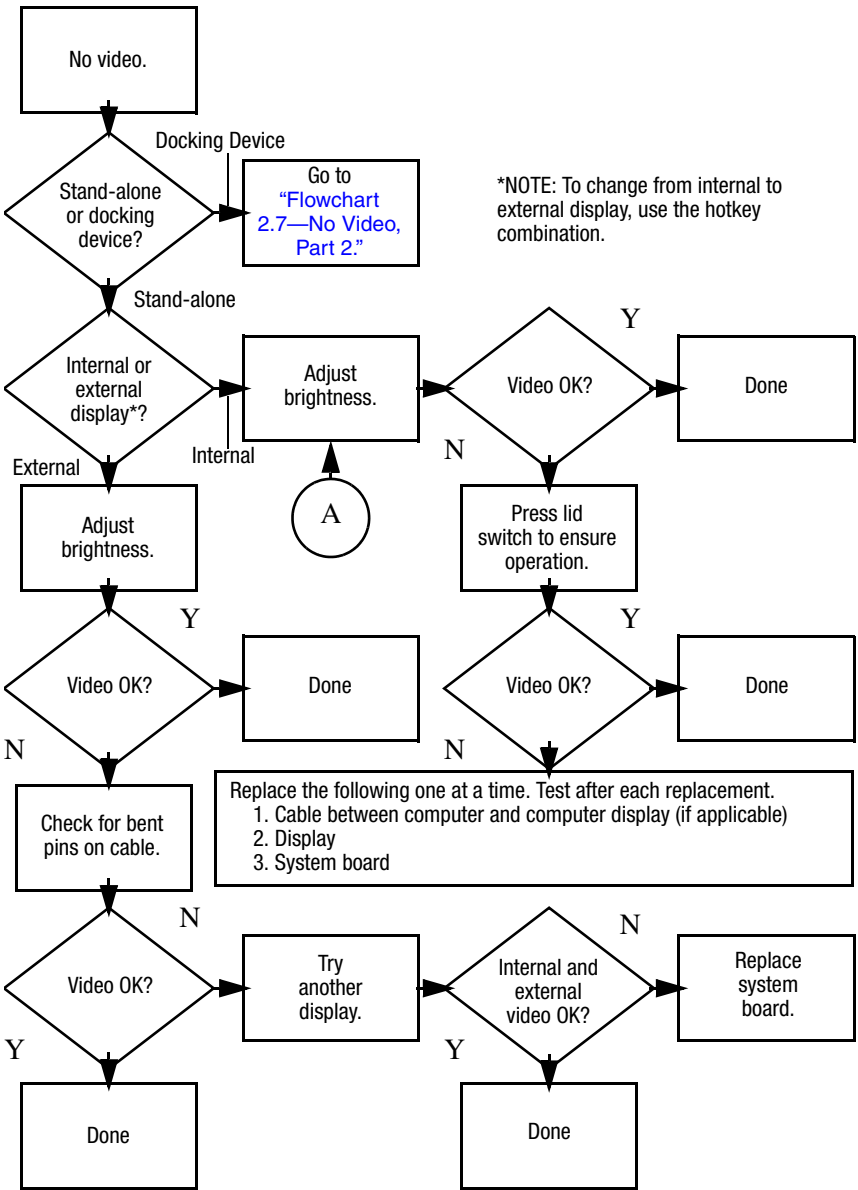 No video.
Docking Device
Stand-alone
or docking
device?
Go to
“Flowchart
2.7—No Video,
Part 2.”
*NOTE: To change from internal to
external display, use the hotkey
combination.
Stand-alone
Internal or
external
display*?
Adjust
brightness.
Video OK?
Y
Done
N
Internal
External
A
Adjust
brightness.
Press lid
switch to ensure
operation.
Y
Video OK?
Done
N
Y
Video OK?
Done
N
Replace the following one at a time. Test after each replacement.
1. Cable between computer and computer display (if applicable)
2. Display
3. System board
Check for bent
pins on cable.
N
Video OK?
Try
another
display.
Internal and
external
video OK?
N
Replace
system
board.
Y
Y
Done
Done